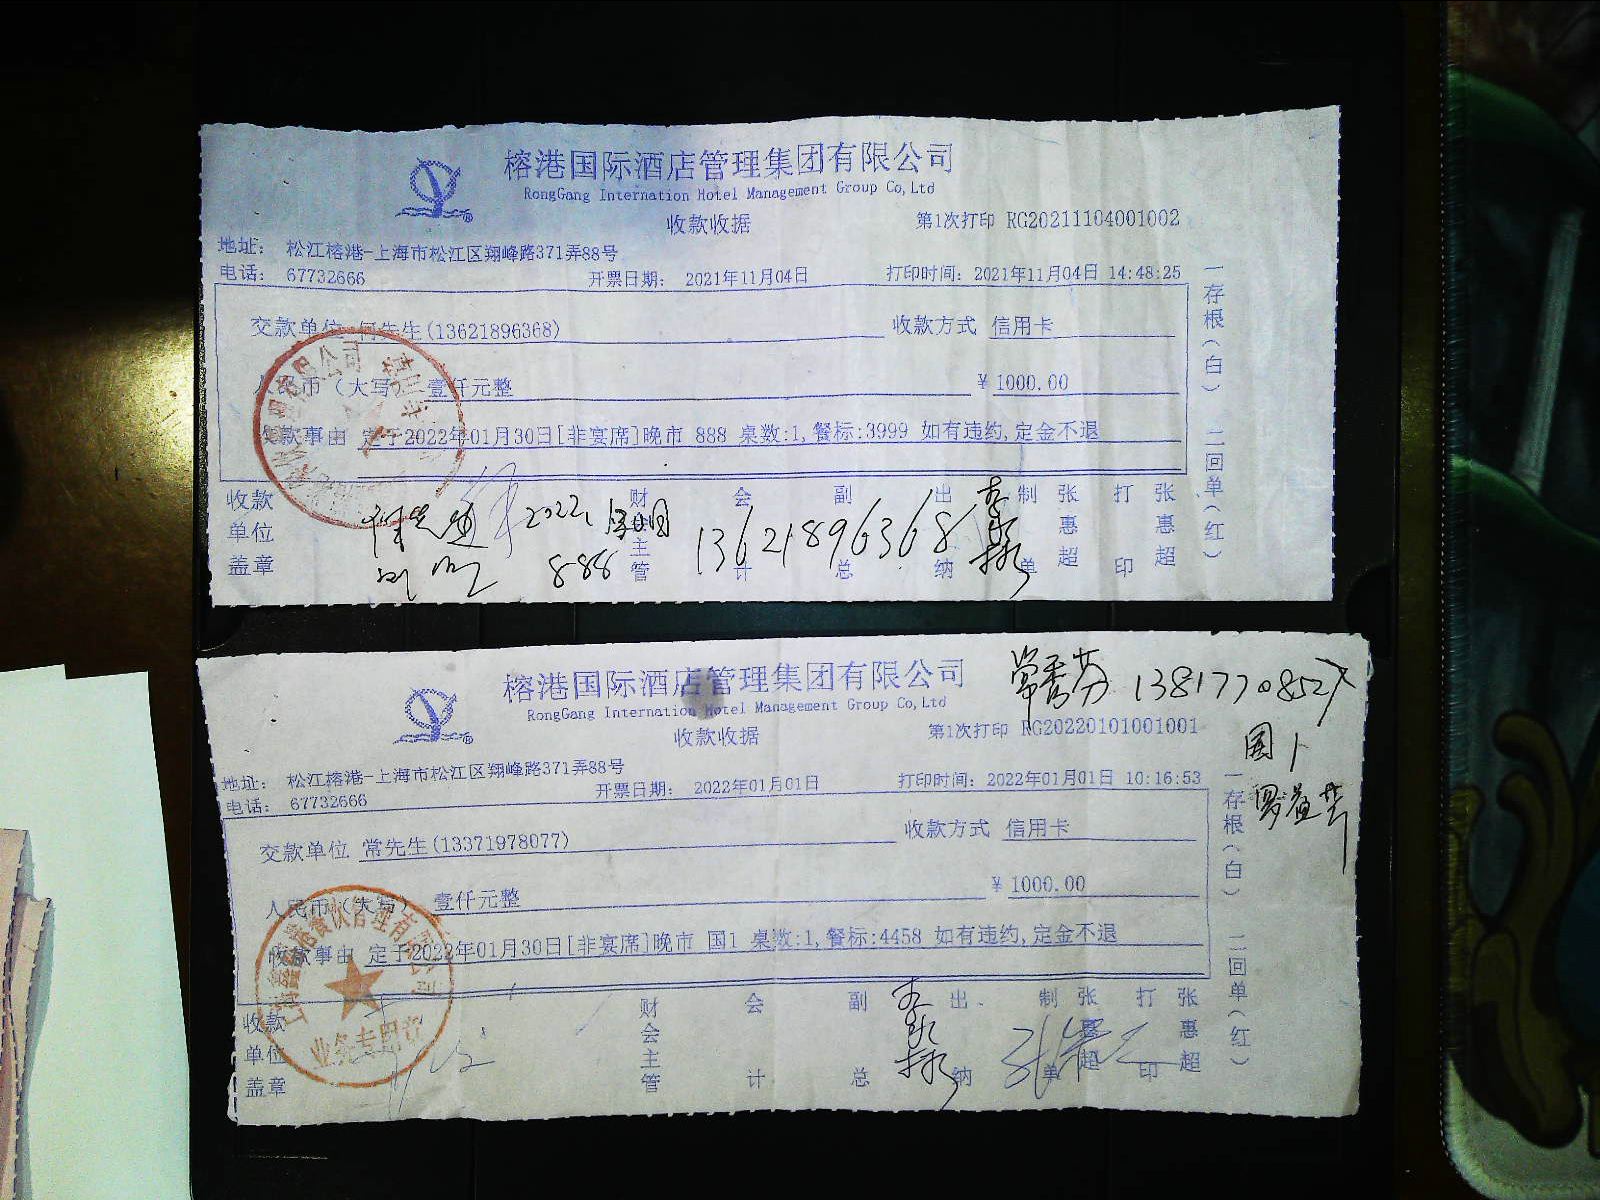 榕港国际酒店管理集团有限公司
RongGang Internation Hotel Management Group Co,Ltd
收款收据
第1次打印 RG20211104001002
地址： 松江榕港-上海市松江区翔峰路371弄88号
电话： 67732666 开票日期： 2021年11月04日 打印时间：2021年11月04日 14:48:25
交款单位 何先生(13621896368) 收款方式 信用卡
人民币（大写） 壹仟元整 ￥ 1000.00
收款事由 定于2022年01月30日[非宴席]晚市 888 桌数:1,餐标:3999 如有违约,定金不退
收款单位盖章 财会主管 会计 副总 出纳 制单 张惠超 打印 张惠超
一存根(白) 二回单(红)
2022、
888
13621896368
榕港国际酒店管理集团有限公司
RongGang Internation Hotel Management Group Co,Ltd
收款收据
常秀芬 13817708527
第1次打印 RG20220101001001
国1
地址： 松江榕港-上海市松江区翔峰路371弄88号
电话： 67732666 开票日期： 2022年01月01日 打印时间：2022年01月01日 10:16:53
交款单位 常先生(13371978077) 收款方式 信用卡
人民币（大写） 壹仟元整 ￥ 1000.00
收款事由 定于2022年01月30日[非宴席]晚市 国1 桌数:1,餐标:4458 如有违约,定金不退
收款单位盖章 财会主管 会计 副总 出纳 制单 张惠超 打印 张惠超
一存根(白) 二回单(红)
业务专用章